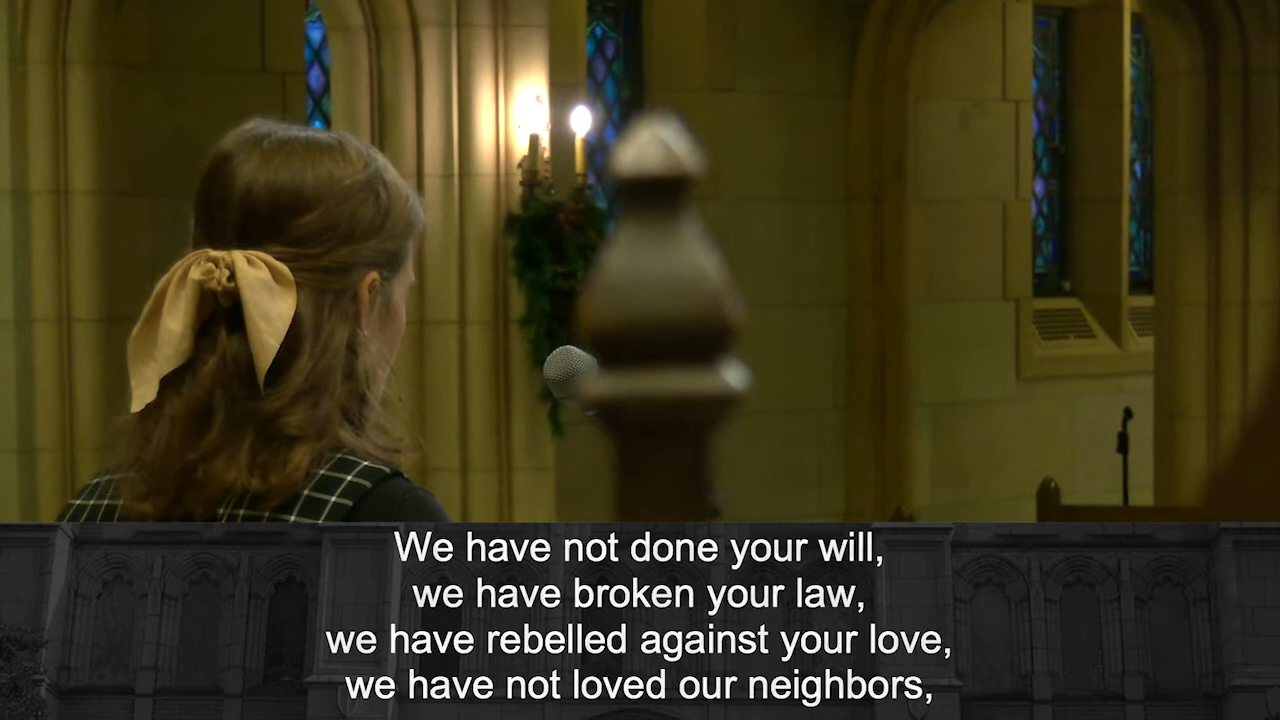 We have not done your will,
we have broken your law,
we have rebelled against your love,
we have not loved our neighbors,